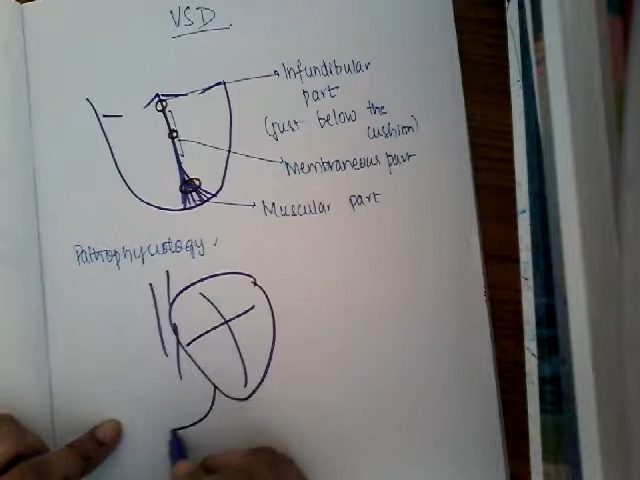 VSD
Infundibular
part
(just below the
cushion)
Membraneous part
Muscular part
Pathophysiology.